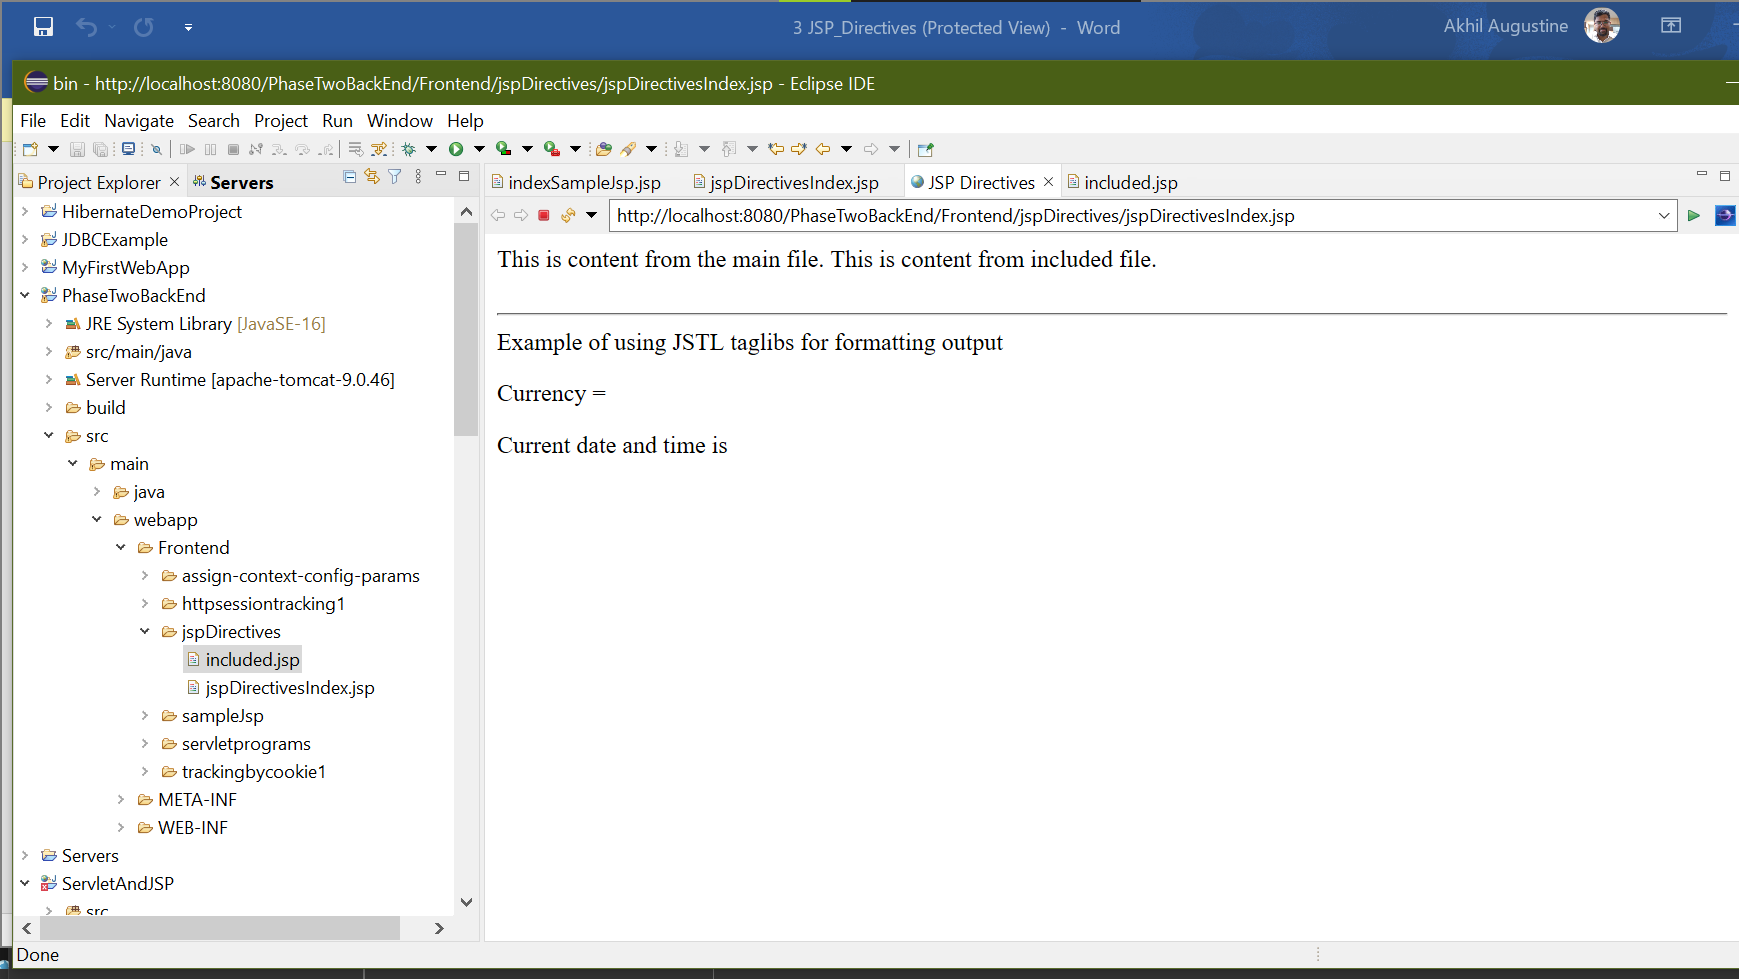 3 JSP_Directives (Protected View) - Word
Akhil Augustine
bin - http://localhost:8080/PhaseTwoBackEnd/Frontend/jspDirectives/jspDirectivesIndex.jsp - Eclipse IDE
File Edit Navigate Search Project Run Window Help
Project Explorer
Servers
indexSampleJsp.jsp
jspDirectivesIndex.jsp
JSP Directives
included.jsp
http://localhost:8080/PhaseTwoBackEnd/Frontend/jspDirectives/jspDirectivesIndex.jsp
HibernateDemoProject
JDBCExample
MyFirstWebApp
PhaseTwoBackEnd
JRE System Library [JavaSE-16]
src/main/java
Server Runtime [apache-tomcat-9.0.46]
build
src
main
java
webapp
Frontend
assign-context-config-params
httpsessiontracking1
jspDirectives
included.jsp
jspDirectivesIndex.jsp
sampleJsp
servletprograms
trackingbycookie1
META-INF
WEB-INF
Servers
ServletAndJSP
src
This is content from the main file. This is content from included file.
Example of using JSTL taglibs for formatting output
Currency =
Current date and time is
Done